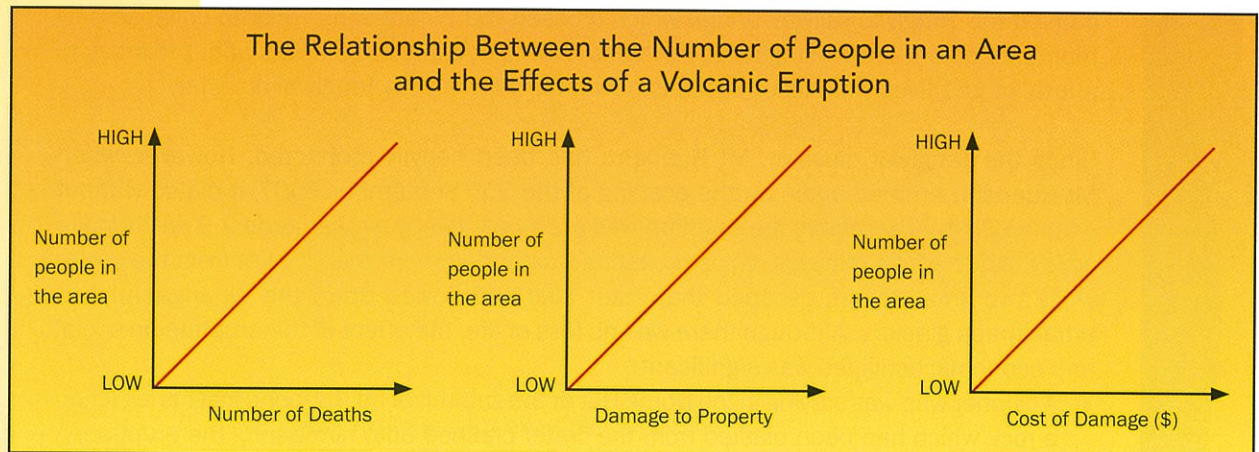 The Relationship Between the Number of People in an Area
and the Effects of a Volcanic Eruption
HIGH
Number of
people in
the area
LOW
Number of Deaths
HIGH
Number of
people in
the area
LOW
Damage to Property
HIGH
Number of
people in
the area
LOW
Cost of Damage ($)